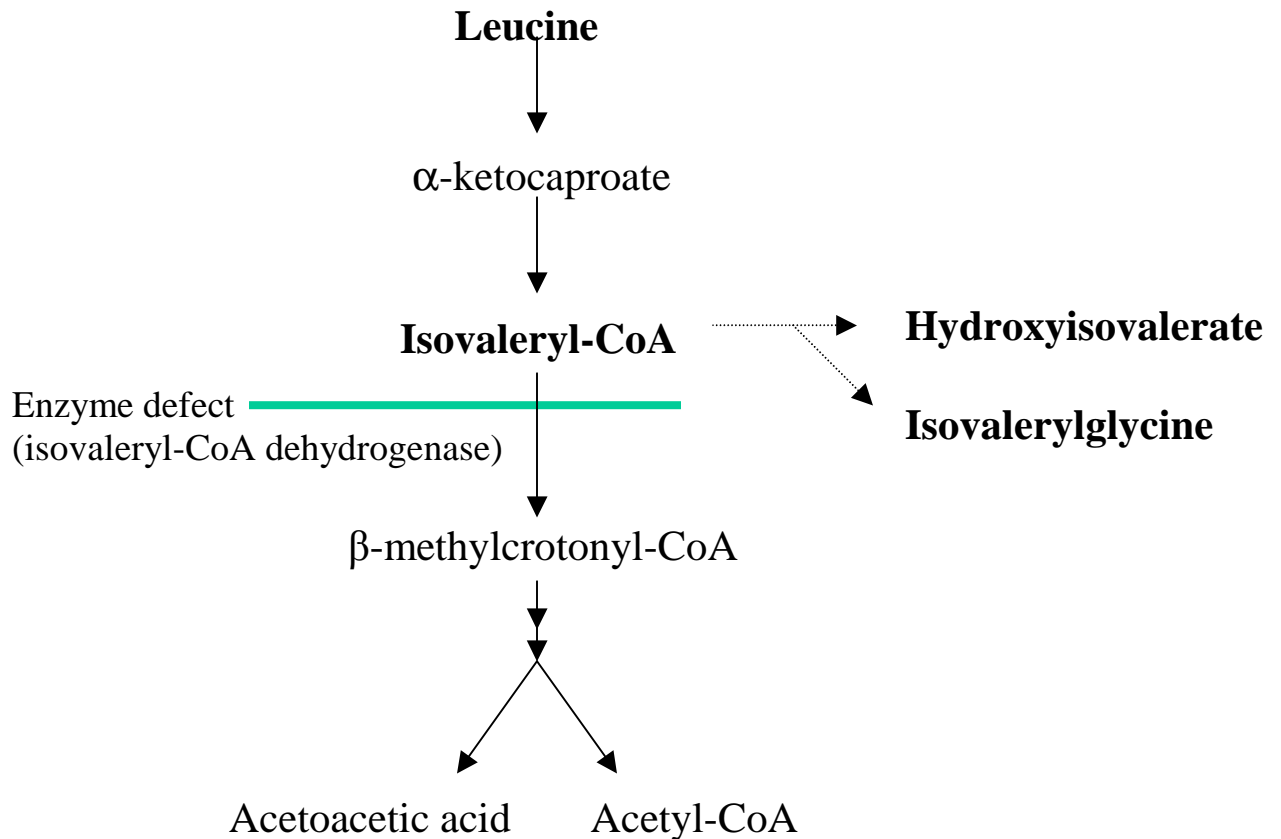 Leucine
α-ketocaproate
Isovaleryl-CoA
Hydroxyisovalerate
Isovalerylglycine
Enzyme defect
(isovaleryl-CoA dehydrogenase)
β-methylcrotonyl-CoA
Acetoacetic acid
Acetyl-CoA